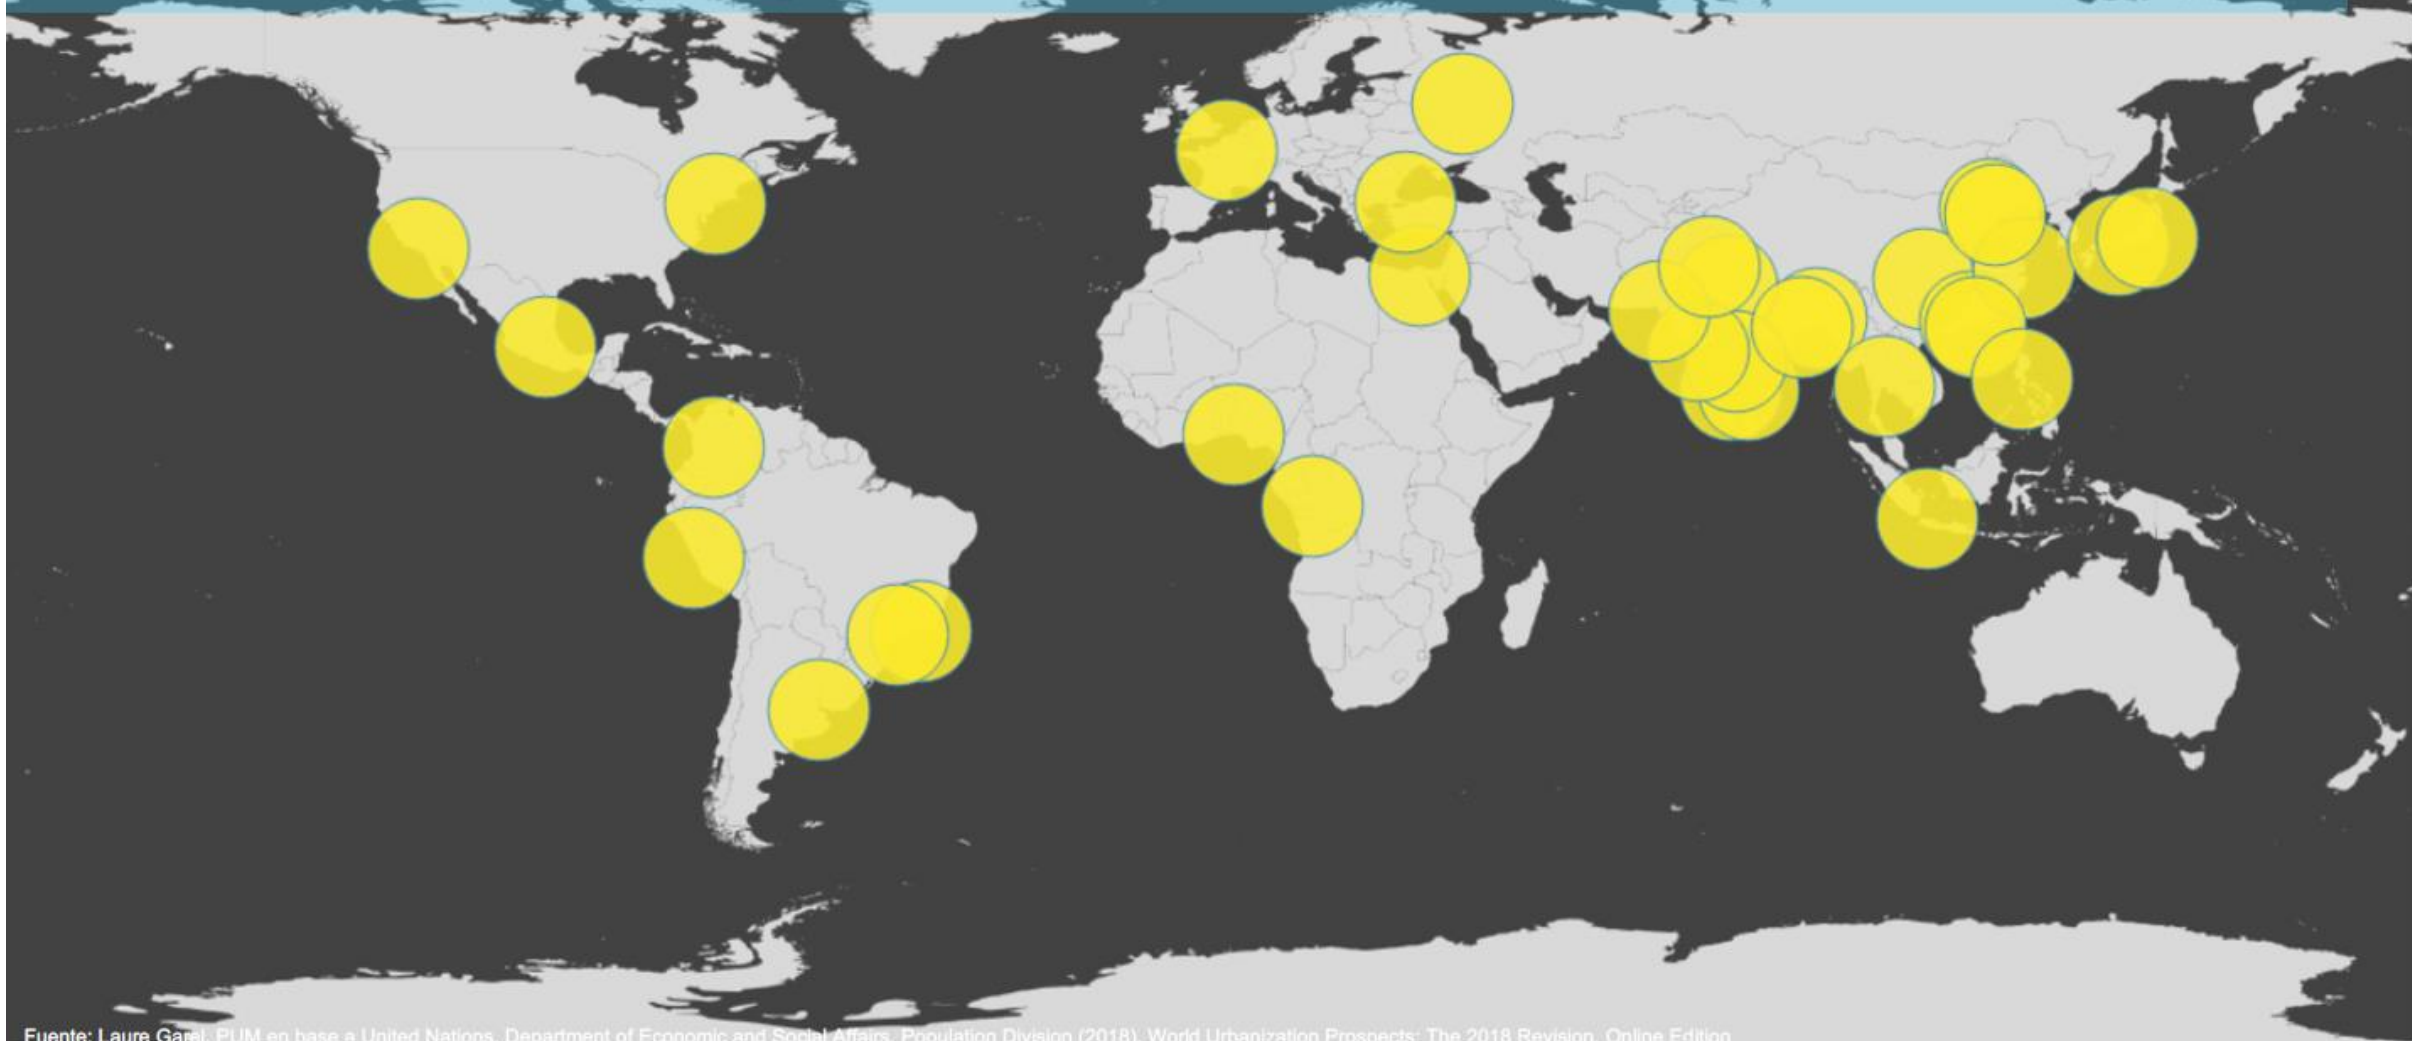 Fuente: Laure Garel, PUM en base a United Nations, Department of Economic and Social Affairs, Population Division (2018). World Urbanization Prospects: The 2018 Revision, Online Edition.